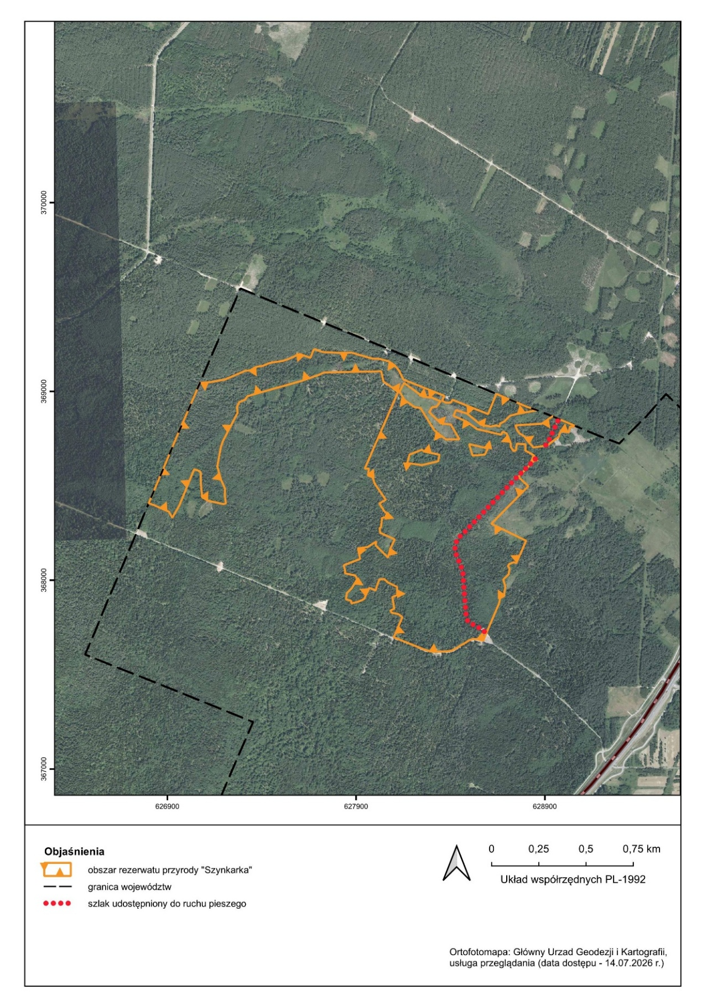 370000
369000
368000
367000
626900 627900 628900
Objaśnienia
obszar rezerwatu przyrody "Szynkarka"
granica województw
szlak udostępniony do ruchu pieszego
0 0,25 0,5 0,75 km
Układ współrzędnych PL-1992
Ortofotomapa: Główny Urzad Geodezji i Kartografii,
usługa przeglądania (data dostępu - 14.07.2026 r.)